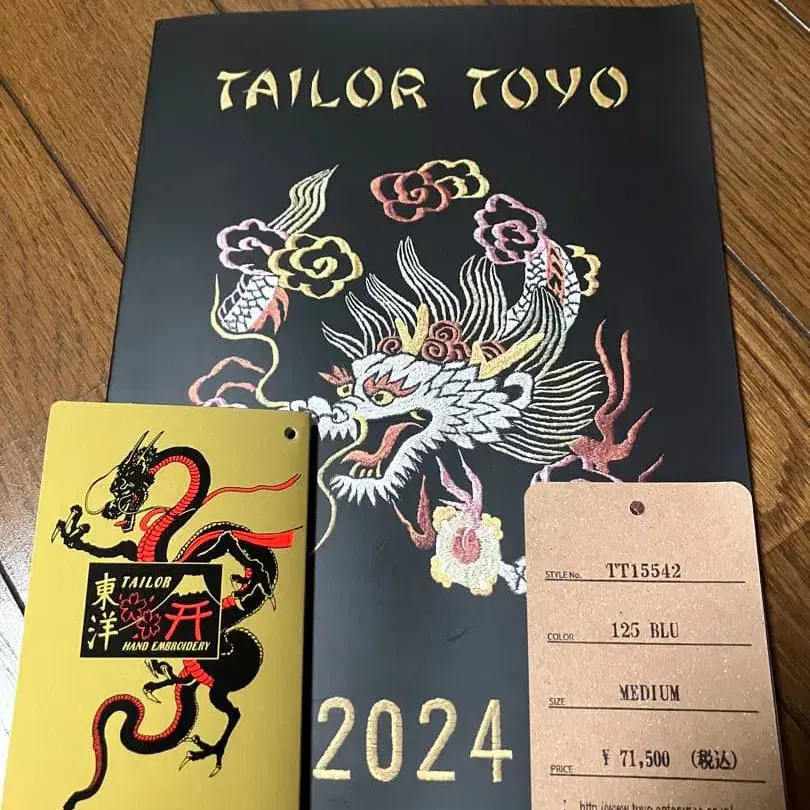 TAILOR TOYO
2024
TAILOR
東洋
HAND EMBROIDERY
STYLE No. TT15542
COLOR 125 BLU
SIZE MEDIUM
PRICE ¥ 71,500 (税込)